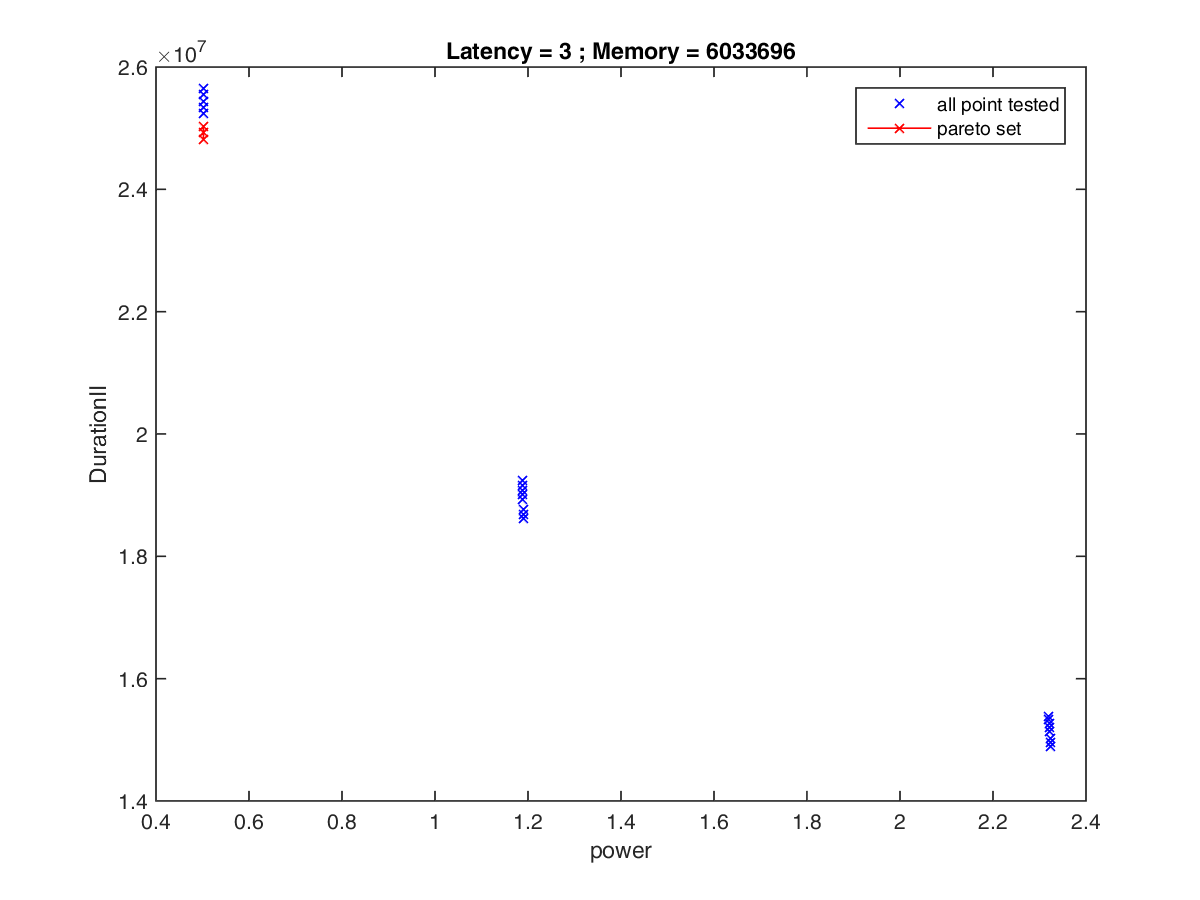 Latency = 3 ; Memory = 6033696
×10^7
2.6
2.4
2.2
2
1.8
1.6
1.4
DurationII
all point tested
pareto set
0.4 0.6 0.8 1 1.2 1.4 1.6 1.8 2 2.2 2.4
power